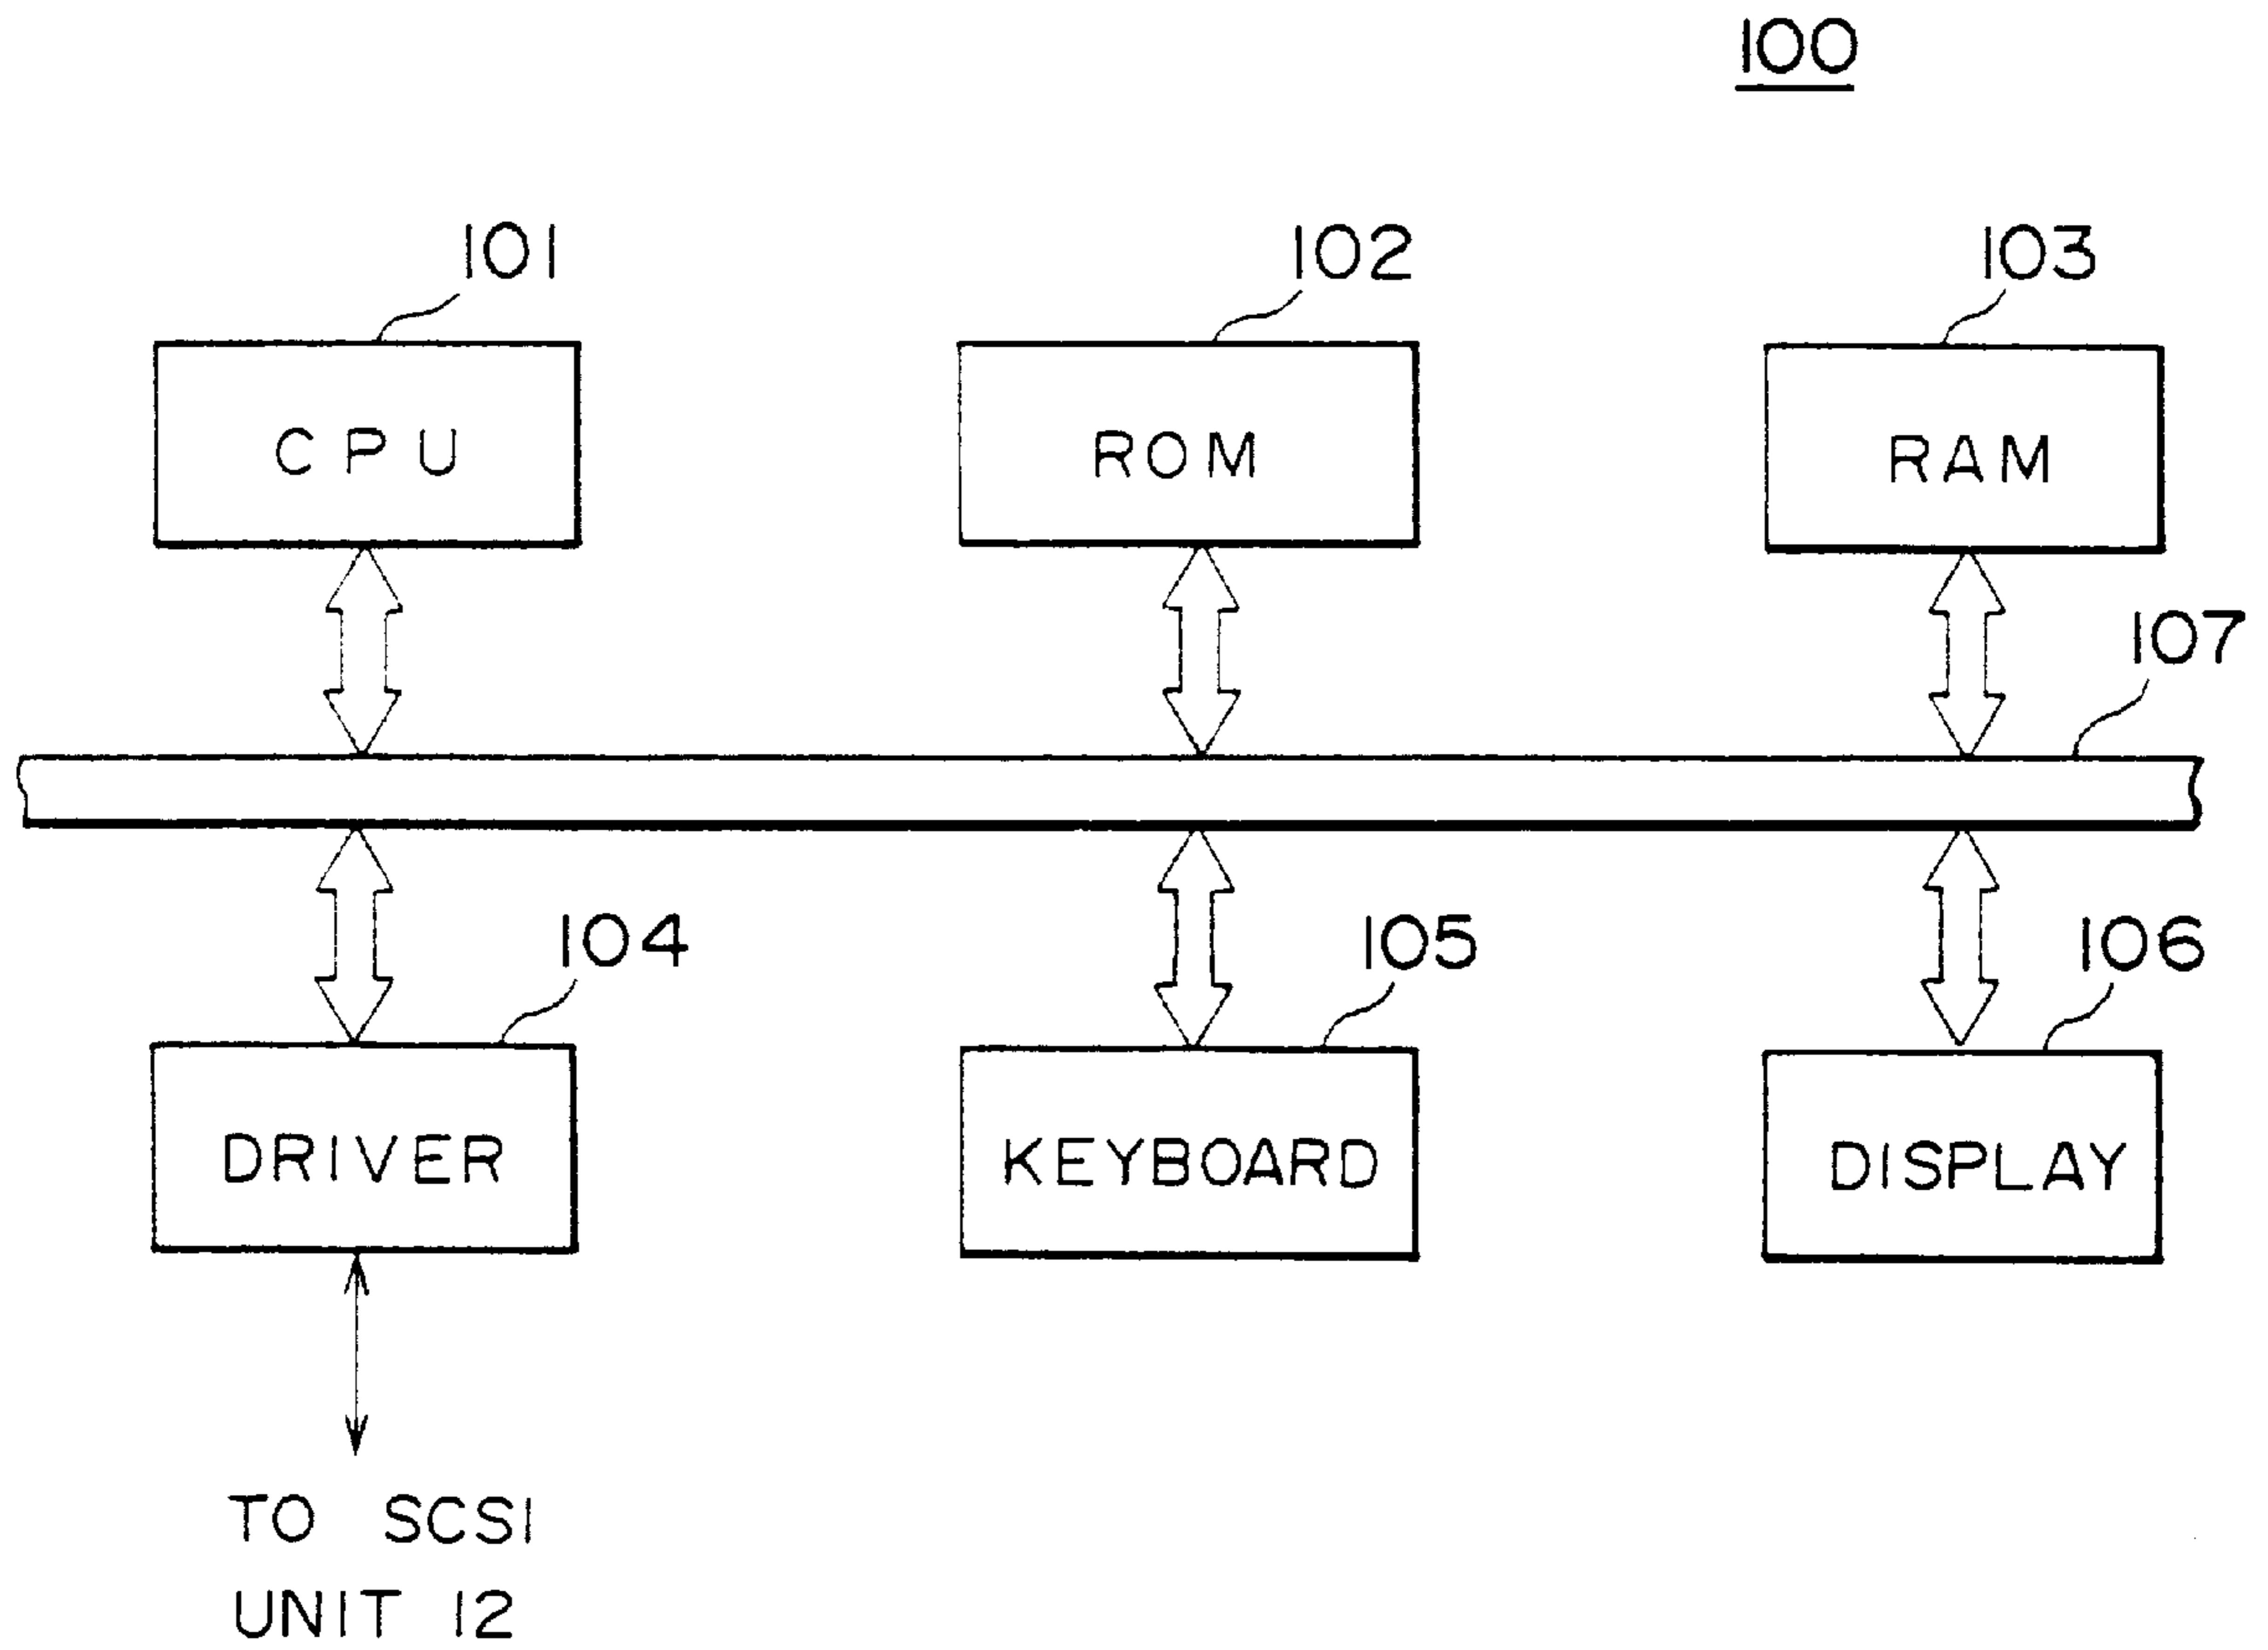 100
101
102
103
CPU
ROM
RAM
107
104
105
106
DRIVER
KEYBOARD
DISPLAY
TO SCSI
UNIT 12